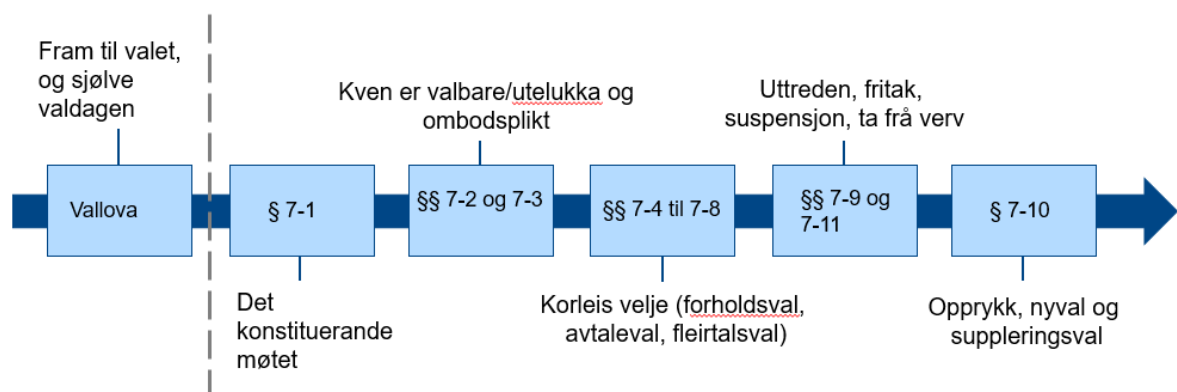 Fram til valet,
og sjølve
valdagen
Kven er valbare/utelukka og
ombodsplikt
Uttreden, fritak,
suspensjon, ta frå verv
Vallova
§ 7-1
§§ 7-2 og 7-3
§§ 7-4 til 7-8
§§ 7-9 og
7-11
§ 7-10
Det
konstituerande
møtet
Korleis velje (forholdsval,
avtaleval, fleirtalsval)
Opprykk, nyval og
suppleringsval